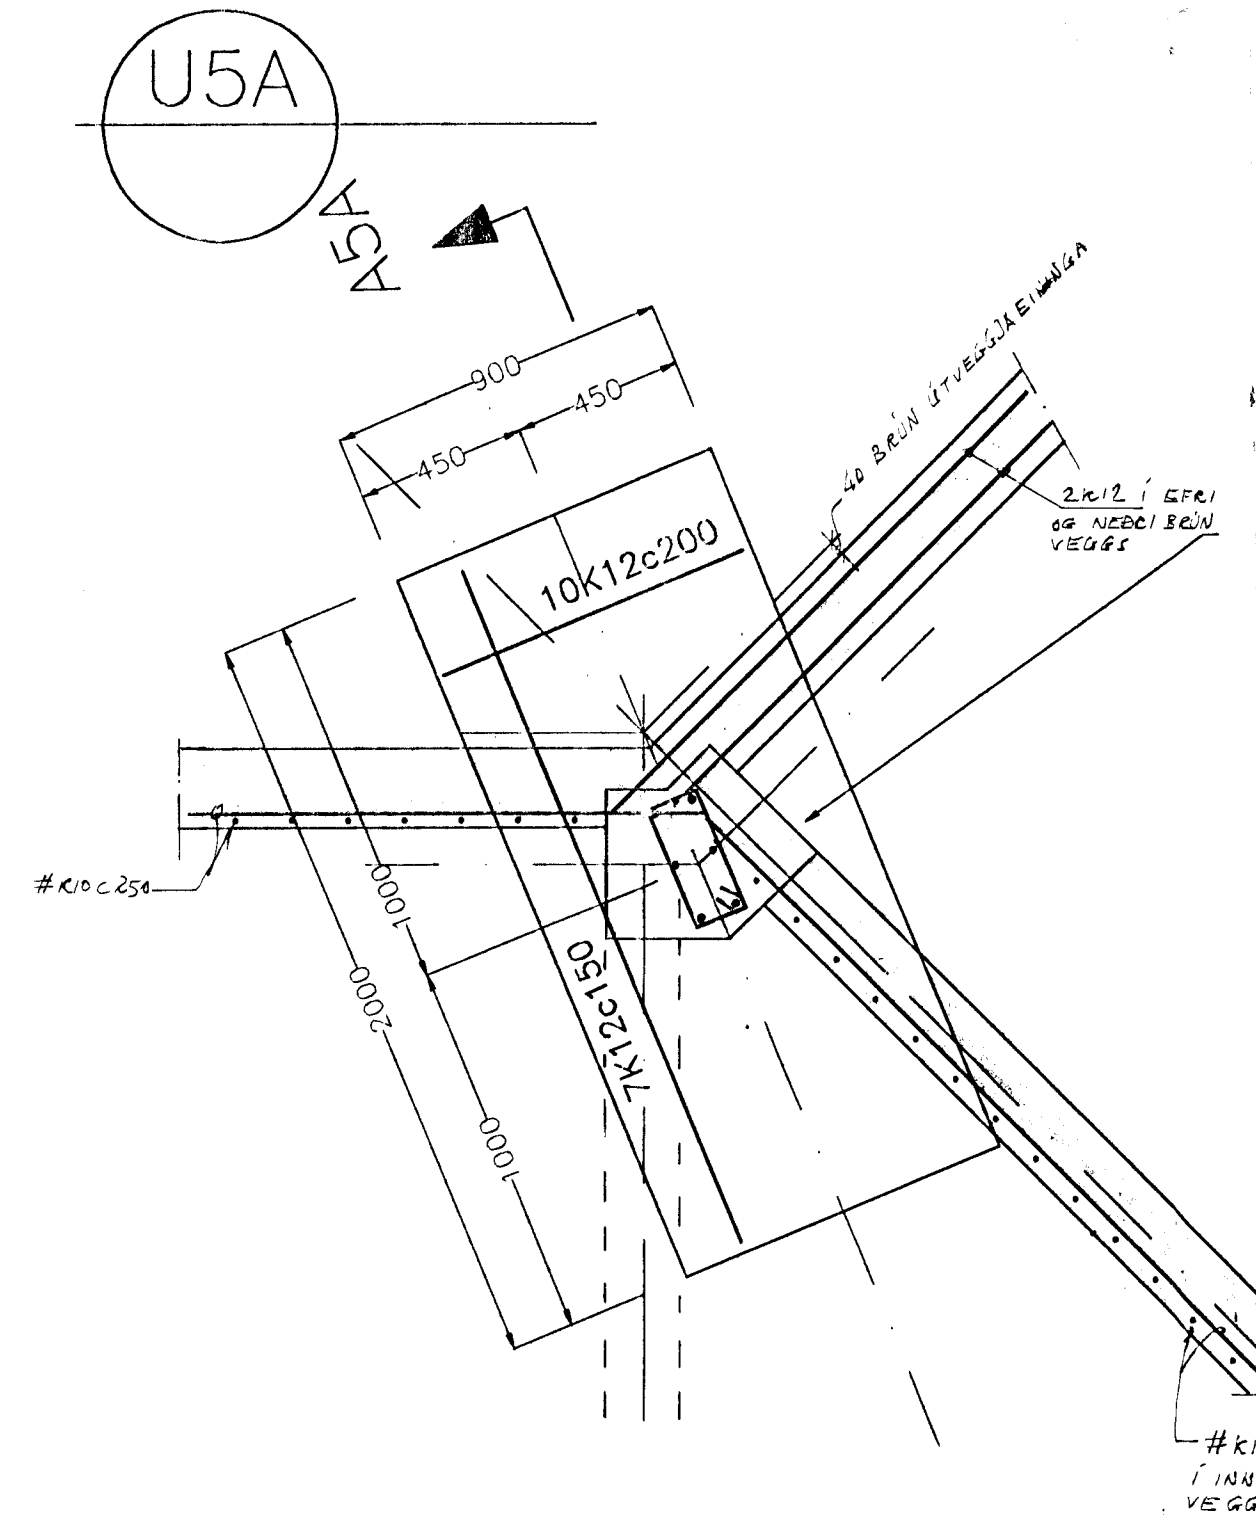 U5A
A5A
900
450
450
40 BRÚN ÚTVEGGJAEININGA
2K12 Í EFRI
OG NEÐRI BRÚN
VEGGS
10K12c200
#K10C250
1000
2000
7K12c150
1000
#K1
Í INN
VEGG